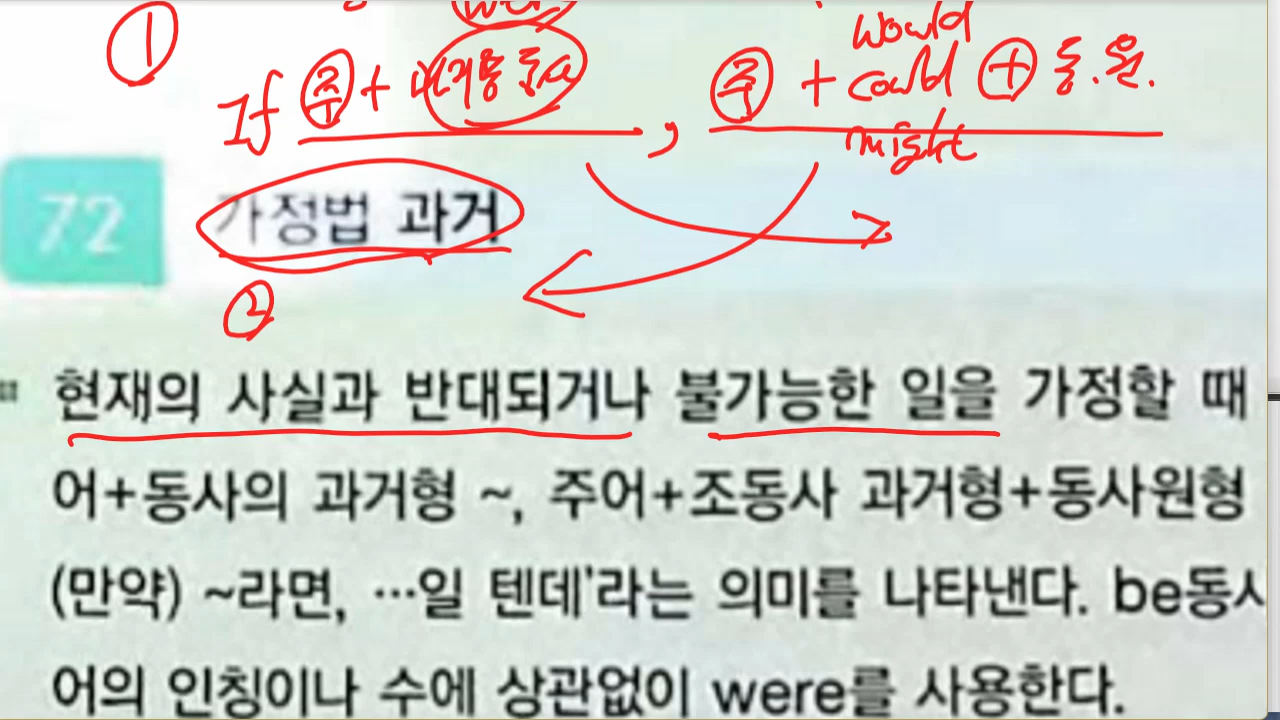 ① would
If 주 + 과거동사, 주 + could + 동.원.
might
72 가정법 과거
②
현재의 사실과 반대되거나 불가능한 일을 가정할 때
어+동사의 과거형 ~, 주어+조동사 과거형+동사원형
(만약) ~라면, …일 텐데'라는 의미를 나타낸다. be동사
어의 인칭이나 수에 상관없이 were를 사용한다.